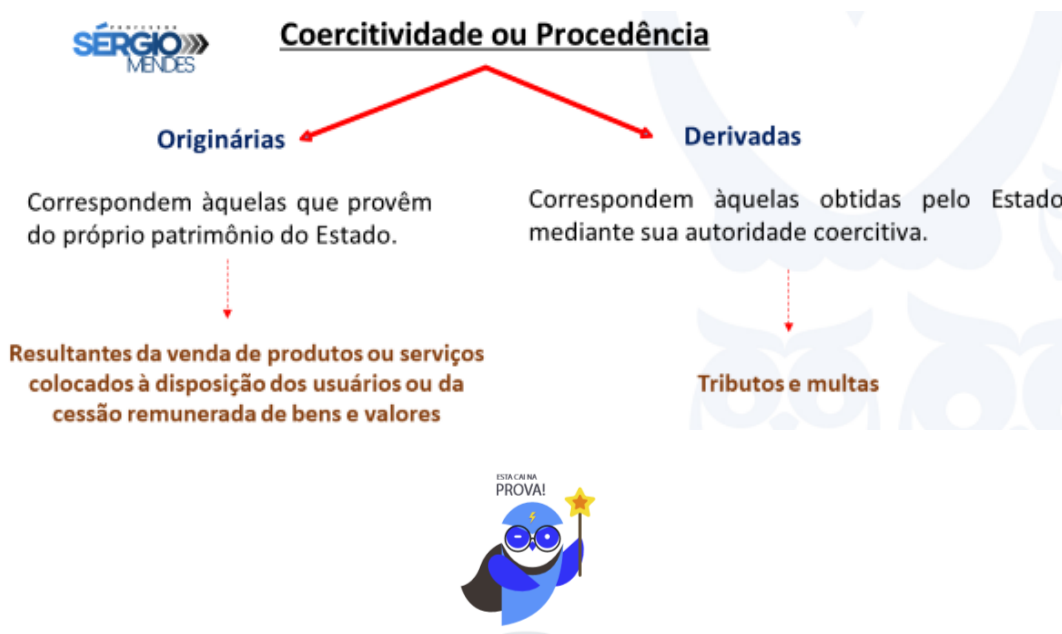 PROFESSOR
SÉRGIO
MENDES
Coercitividade ou Procedência
Originárias
Derivadas
Correspondem àquelas que provêm
do próprio patrimônio do Estado.
Correspondem àquelas obtidas pelo Estado
mediante sua autoridade coercitiva.
Resultantes da venda de produtos ou serviços
colocados à disposição dos usuários ou da
cessão remunerada de bens e valores
Tributos e multas
ESTA CAI NA
PROVA!